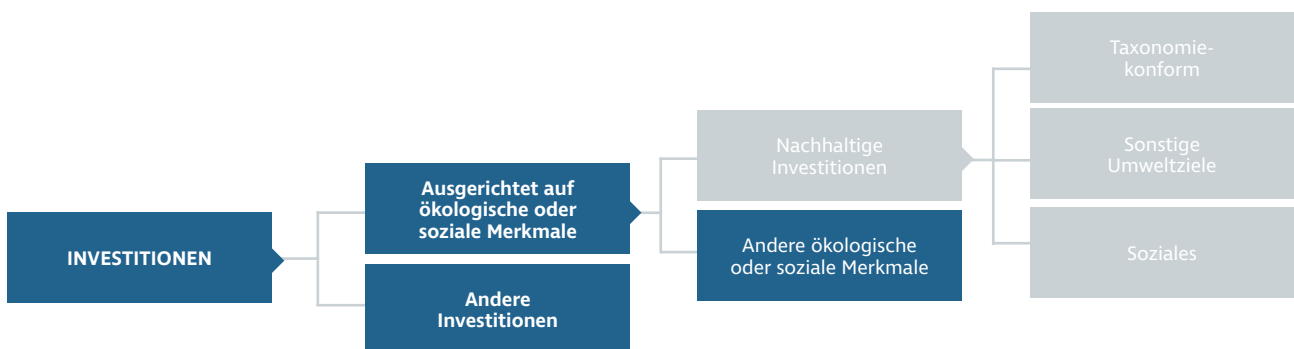 INVESTITIONEN
Ausgerichtet auf
ökologische oder
soziale Merkmale
Andere
Investitionen
Nachhaltige
Investitionen
Andere ökologische
oder soziale Merkmale
Taxonomie-
konform
Sonstige
Umweltziele
Soziales